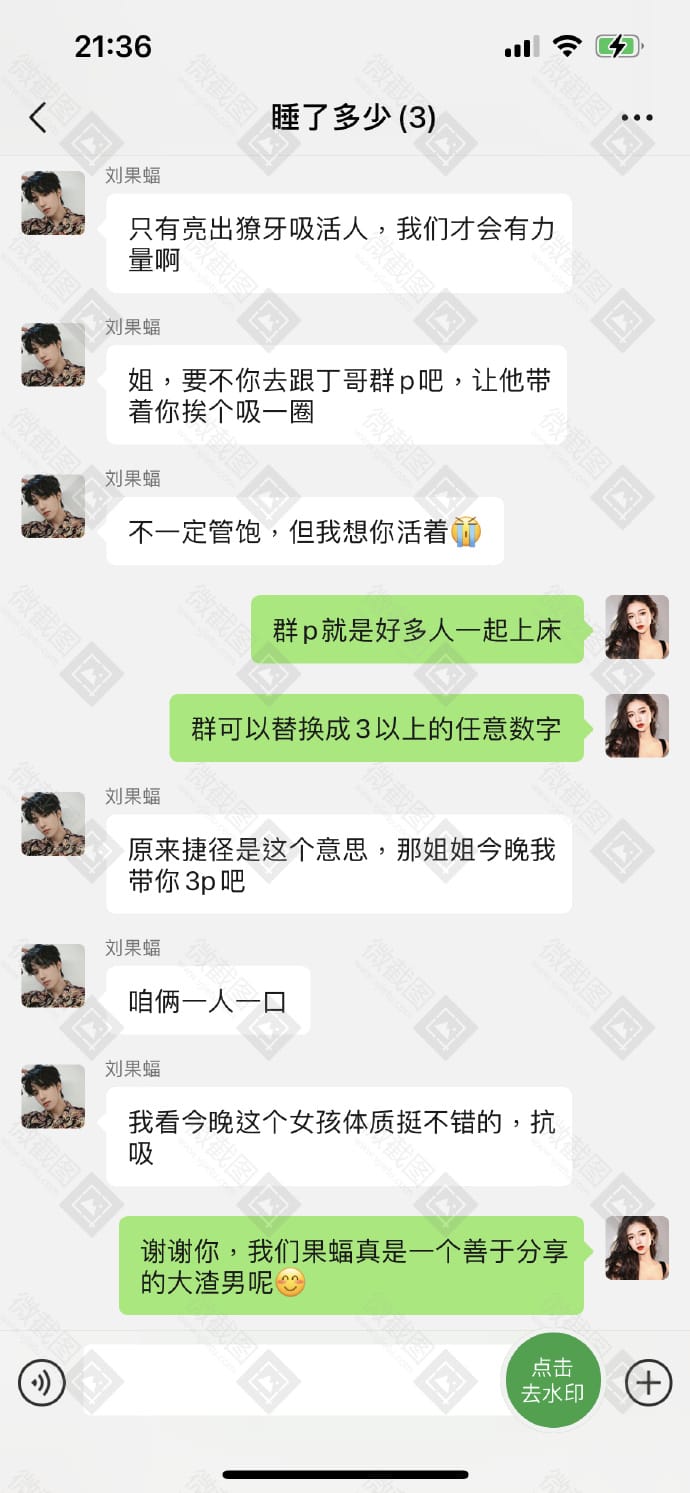 21:36
睡了多少(3)
刘果蝠
只有亮出獠牙吸活人，我们才会有力
量啊
刘果蝠
姐，要不你去跟丁哥群p吧，让他带
着你挨个吸一圈
刘果蝠
不一定管饱，但我想你活着😭
群p就是好多人一起上床
群可以替换成3以上的任意数字
刘果蝠
原来捷径是这个意思，那姐姐今晚我
带你3p吧
刘果蝠
咱俩一人一口
刘果蝠
我看今晚这个女孩体质挺不错的，抗
吸
谢谢你，我们果蝠真是一个善于分享
的大渣男呢😊
点击
去水印
微截图